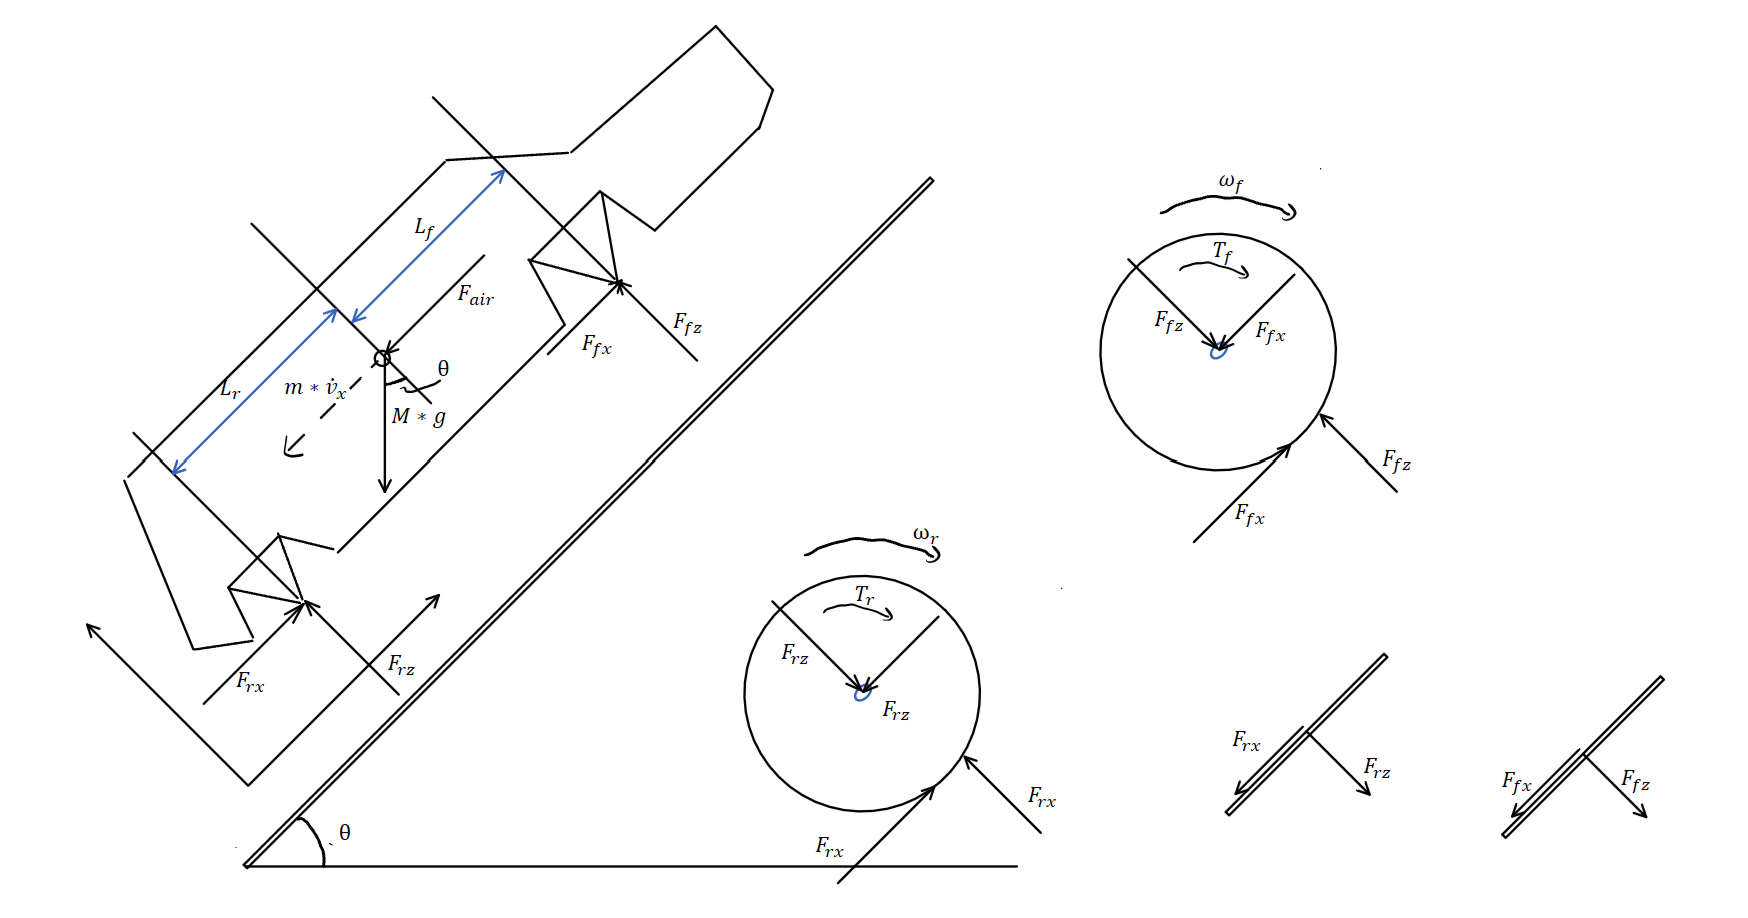 L_f
F_air
F_fz
F_fx
θ
L_r
m * v̇_x
M * g
F_rz
F_rx
θ
ω_f
T_f
F_fz
F_fx
F_fz
F_fx
ω_r
T_r
F_rz
F_rz
F_rx
F_rx
F_rx
F_rz
F_fx
F_fz